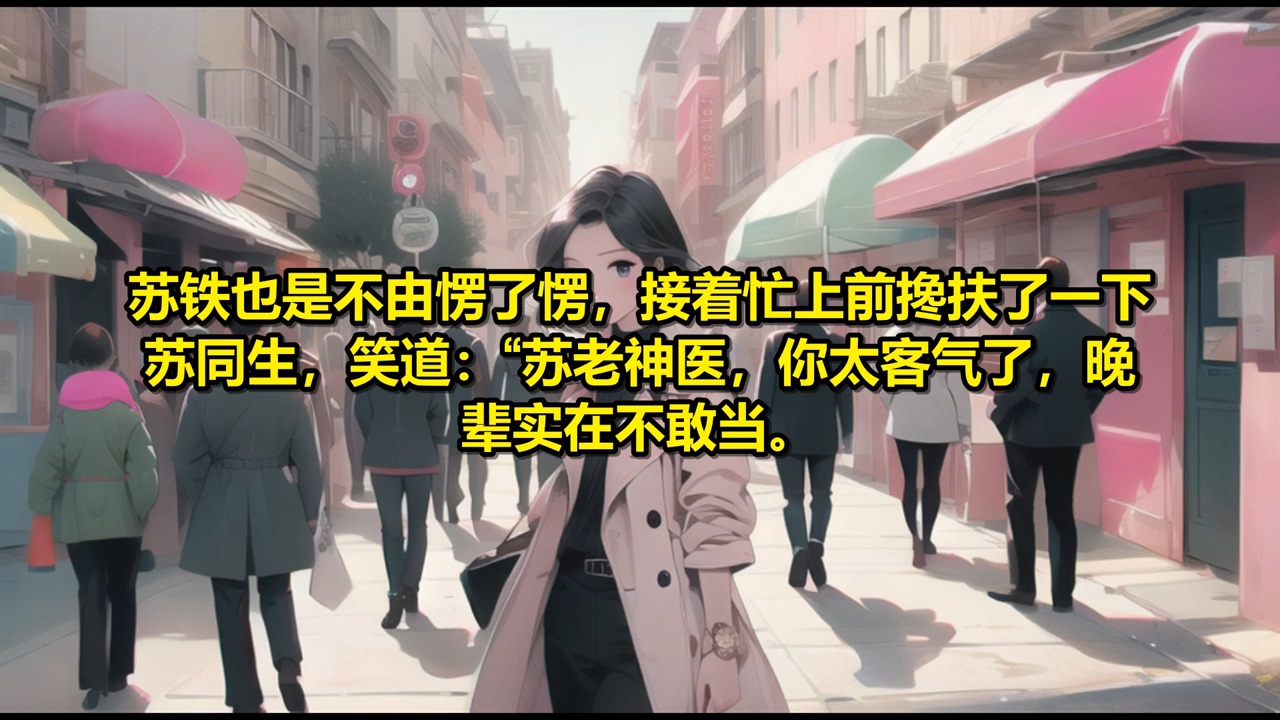 苏铁也是不由愣了愣，接着忙上前搀扶了一下
苏同生，笑道：“苏老神医，你太客气了，晚
辈实在不敢当。